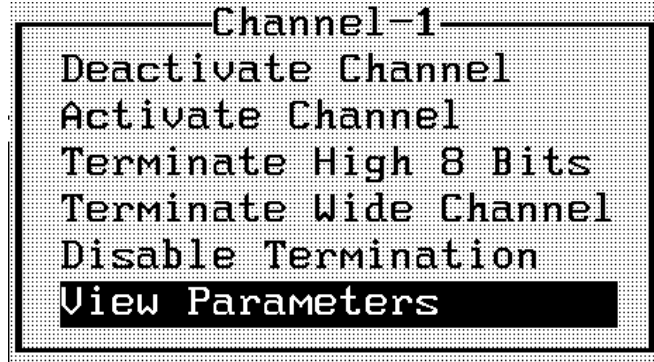 Channel-1
Deactivate Channel
Activate Channel
Terminate High 8 Bits
Terminate Wide Channel
Disable Termination
View Parameters